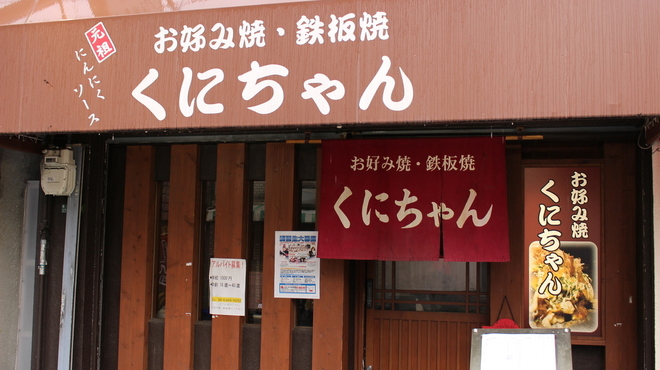 お好み焼・鉄板焼
くにちゃん
元祖
にんにく
ソース
お好み焼・鉄板焼
くにちゃん
お好み焼
くにちゃん
アルバイト募集!